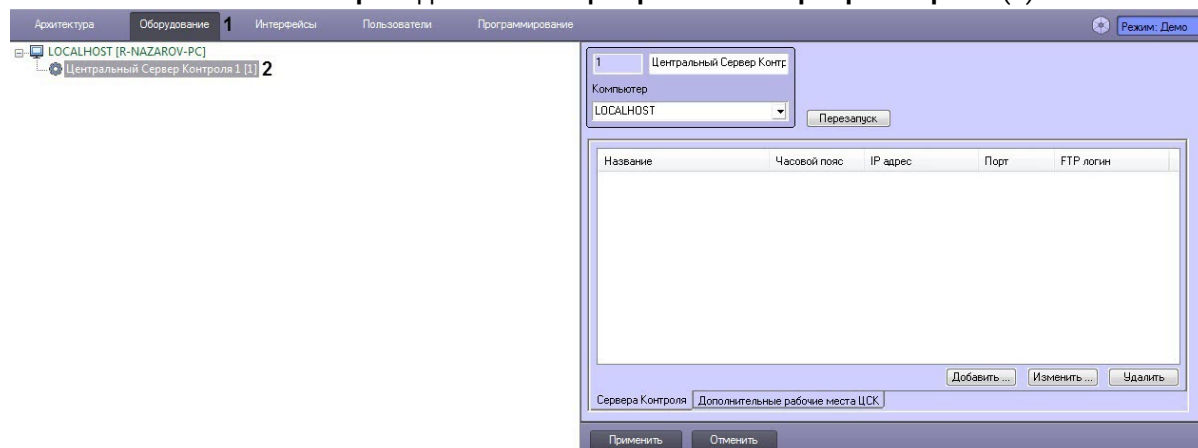 Архитектура Оборудование 1 Интерфейсы Пользователи Программирование Режим: Демо
LOCALHOST [R-NAZAROV-PC]
Центральный Сервер Контроля 1 [1] 2
1 Центральный Сервер Контр
Компьютер
LOCALHOST
Перезапуск
Название Часовой пояс IP адрес Порт FTP логин
Добавить ... Изменить ... Удалить
Сервера Контроля Дополнительные рабочие места ЦСК
Применить Отменить